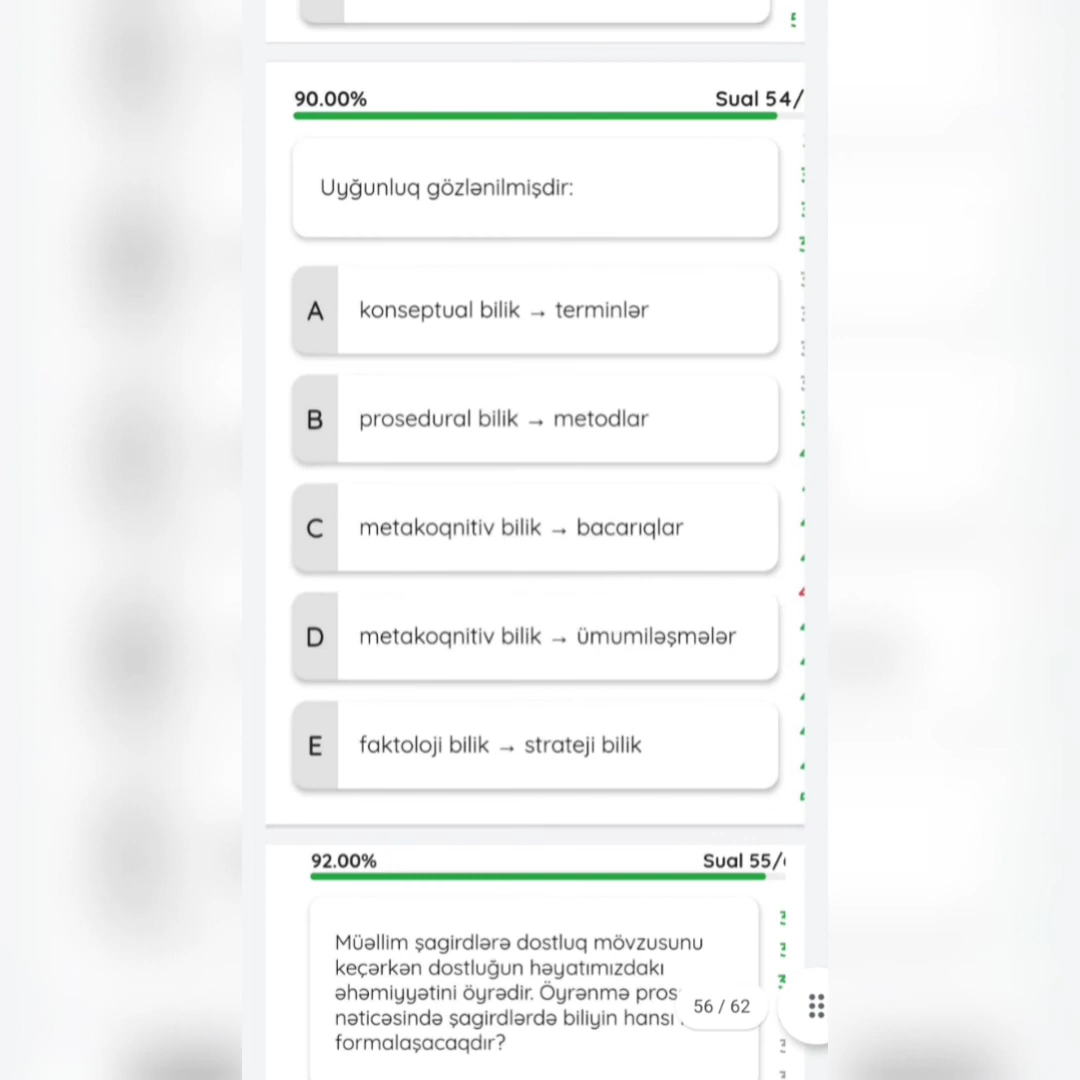 90.00%
Sual 54/
Uyğunluq gözlənilmişdir:
A konseptual bilik → terminlər
B prosedural bilik → metodlar
C metakoqnitiv bilik → bacarıqlar
D metakoqnitiv bilik → ümumiləşmələr
E faktoloji bilik → strateji bilik
92.00%
Sual 55/
Müəllim şagirdlərə dostluq mövzusunu
keçərkən dostluğun həyatımızdakı
əhəmiyyətini öyrədir. Öyrənmə
nəticəsində şagirdlərdə biliyin hansı
formalaşacaqdır?
56 / 62